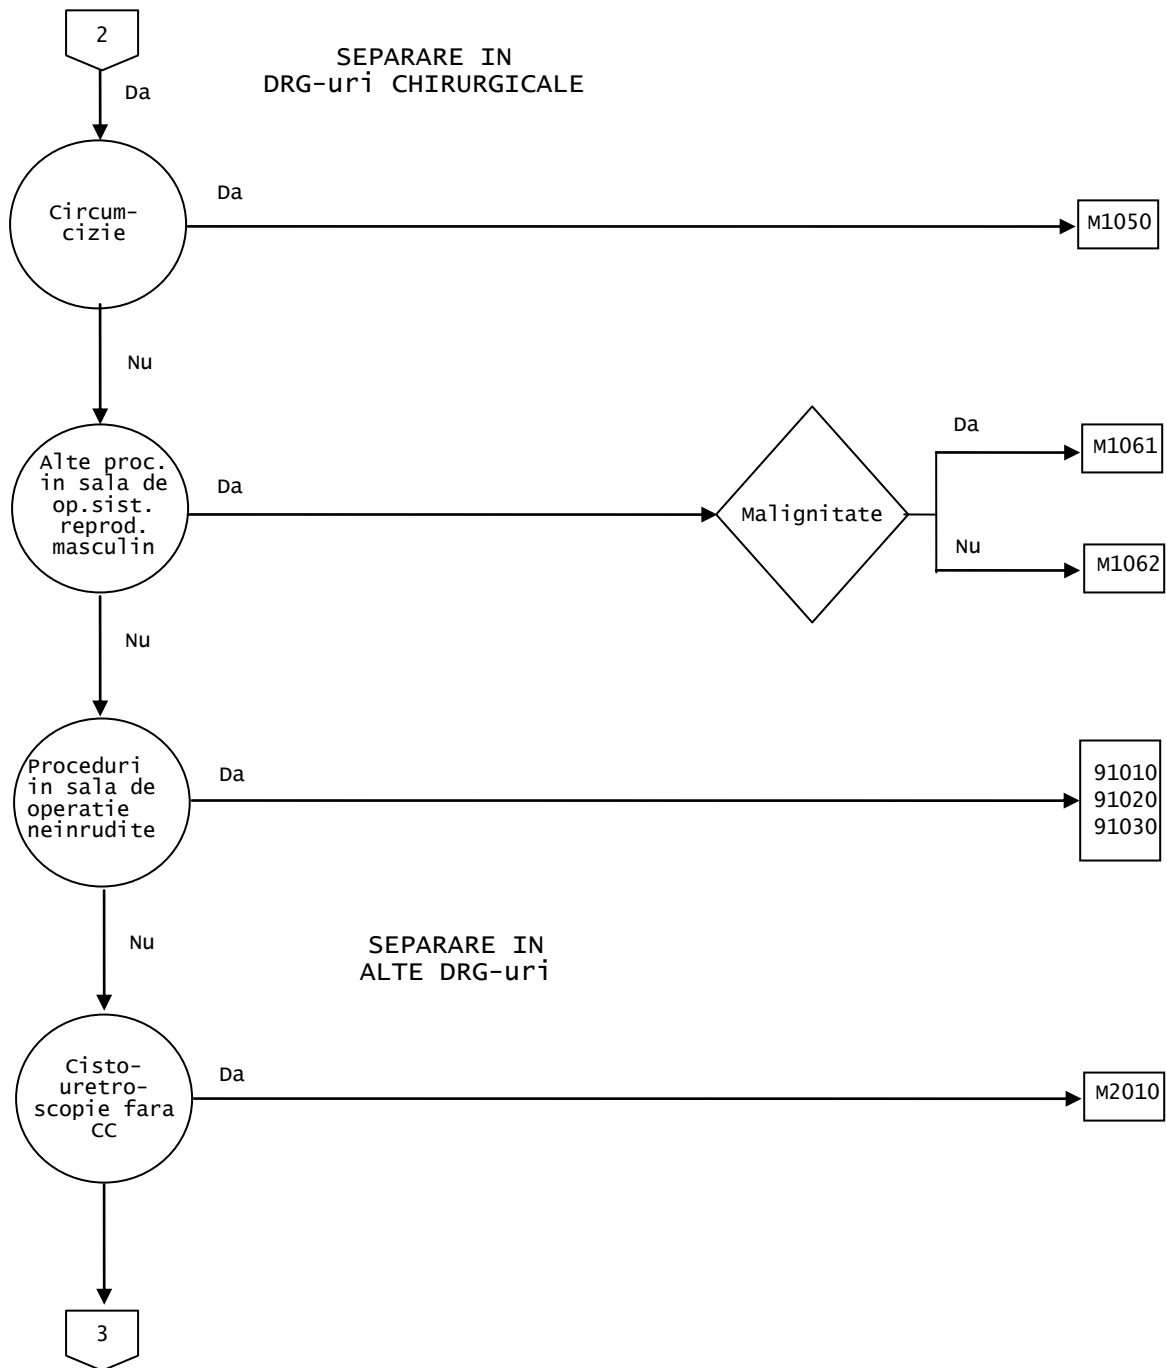 2
SEPARARE IN
DRG-uri CHIRURGICALE
Da
Circum-
cizie
Da
M1050
Nu
Alte proc.
in sala de
op.sist.
reprod.
masculin
Da
Malignitate
Da
M1061
Nu
M1062
Nu
Proceduri
in sala de
operatie
neinrudite
Da
91010
91020
91030
Nu
SEPARARE IN
ALTE DRG-uri
Cisto-
uretro-
scopie fara
CC
Da
M2010
3